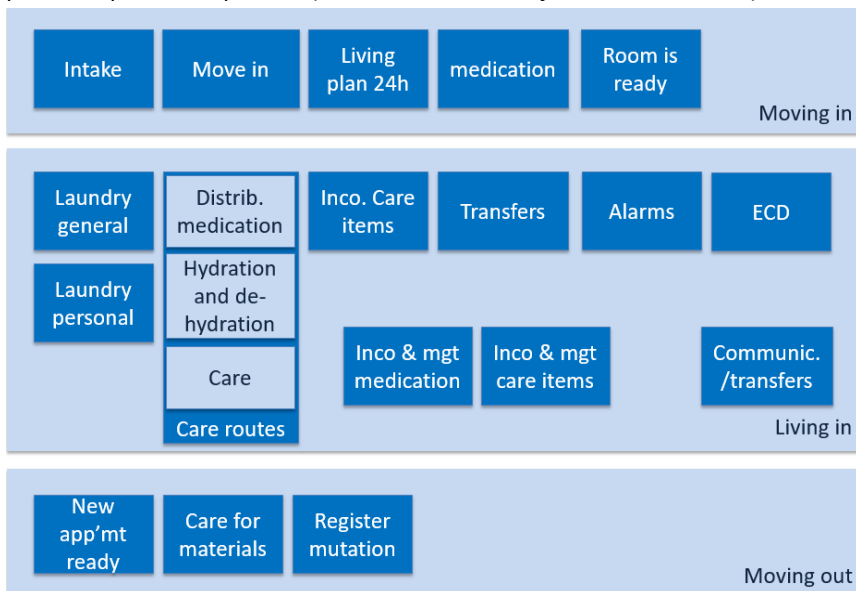 Intake
Move in
Living
plan 24h
medication
Room is
ready
Moving in
Laundry
general
Distrib.
medication
Inco. Care
items
Transfers
Alarms
ECD
Laundry
personal
Hydration
and de-
hydration
Care
Care routes
Inco & mgt
medication
Inco & mgt
care items
Communic.
/transfers
Living in
New
app’mt
ready
Care for
materials
Register
mutation
Moving out